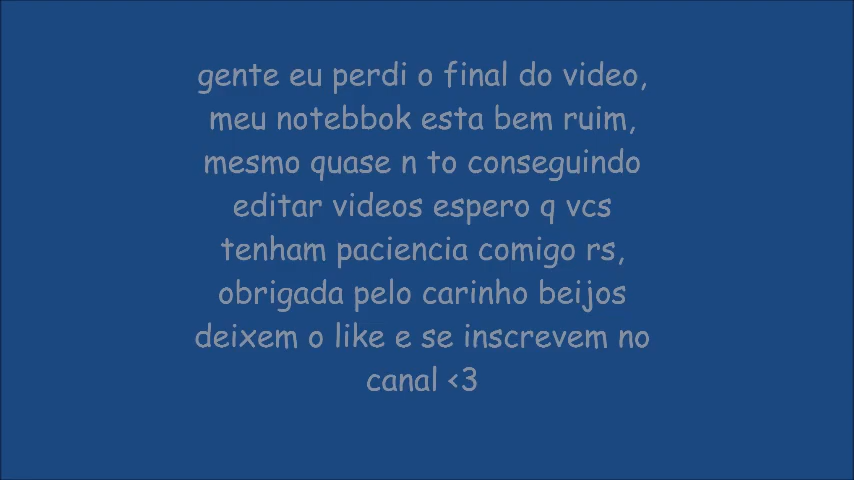 gente eu perdi o final do video,
meu notebbok esta bem ruim,
mesmo quase n to conseguindo
editar videos espero q vcs
tenham paciencia comigo rs,
obrigada pelo carinho beijos
deixem o like e se inscrevem no
canal <3